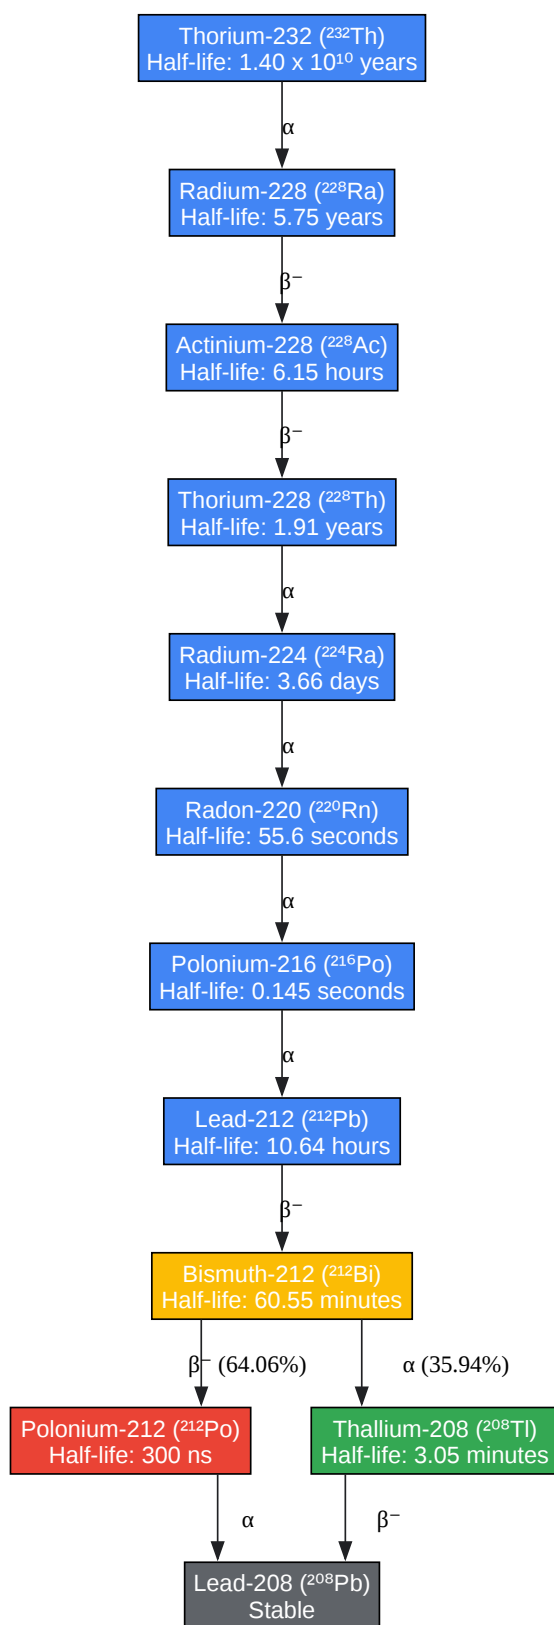 Thorium-232 (²³²Th)
Half-life: 1.40 x 10¹⁰ years
α
Radium-228 (²²⁸Ra)
Half-life: 5.75 years
β⁻
Actinium-228 (²²⁸Ac)
Half-life: 6.15 hours
β⁻
Thorium-228 (²²⁸Th)
Half-life: 1.91 years
α
Radium-224 (²²⁴Ra)
Half-life: 3.66 days
α
Radon-220 (²²⁰Rn)
Half-life: 55.6 seconds
α
Polonium-216 (²¹⁶Po)
Half-life: 0.145 seconds
α
Lead-212 (²¹²Pb)
Half-life: 10.64 hours
β⁻
Bismuth-212 (²¹²Bi)
Half-life: 60.55 minutes
β⁻ (64.06%)
α (35.94%)
Polonium-212 (²¹²Po)
Half-life: 300 ns
Thallium-208 (²⁰⁸Tl)
Half-life: 3.05 minutes
α
β⁻
Lead-208 (²⁰⁸Pb)
Stable